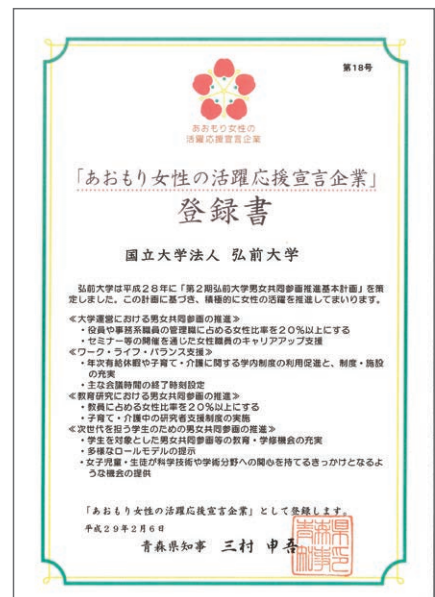 第18号
あおもり女性の
活躍応援宣言企業
「あおもり女性の活躍応援宣言企業」
登録書
国立大学法人 弘前大学
弘前大学は平成28年に「第2期弘前大学男女共同参画推進基本計画」を策
定しました。この計画に基づき、積極的に女性の活躍を推進してまいります。
≪大学運営における男女共同参画の推進≫
・役員や事務系職員の管理職に占める女性比率を20%以上にする
・セミナー等の開催を通じた女性職員のキャリアアップ支援
≪ワーク・ライフ・バランス支援≫
・年次有給休暇や子育て・介護に関する学内制度の利用促進と、制度・施設
の充実
・主な会議時間の終了時刻設定
≪教育研究における男女共同参画の推進≫
・教員に占める女性比率を20%以上にする
・子育て・介護中の研究者支援制度の実施
≪次世代を担う学生のための男女共同参画の推進≫
・学生を対象とした男女共同参画等の教育・学修機会の充実
・多様なロールモデルの提示
・女子児童・生徒が科学技術や学術分野への関心を持てるきっかけとなるよ
うな機会の提供
「あおもり女性の活躍応援宣言企業」として登録します。
平成29年2月6日
青森県知事 三村 申吾
青森県知事印